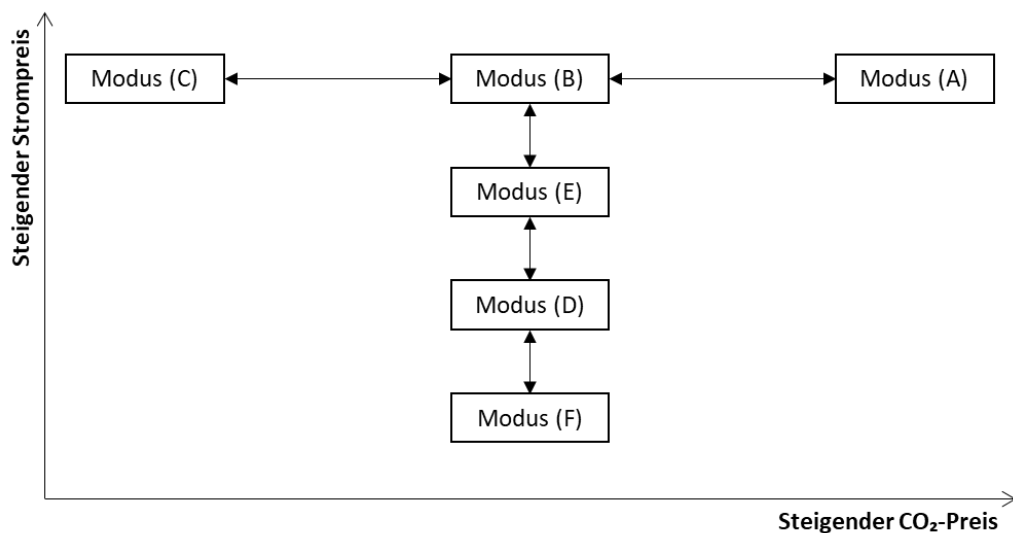 Steigender Strompreis
Modus (C)
Modus (B)
Modus (A)
Modus (E)
Modus (D)
Modus (F)
Steigender CO₂-Preis